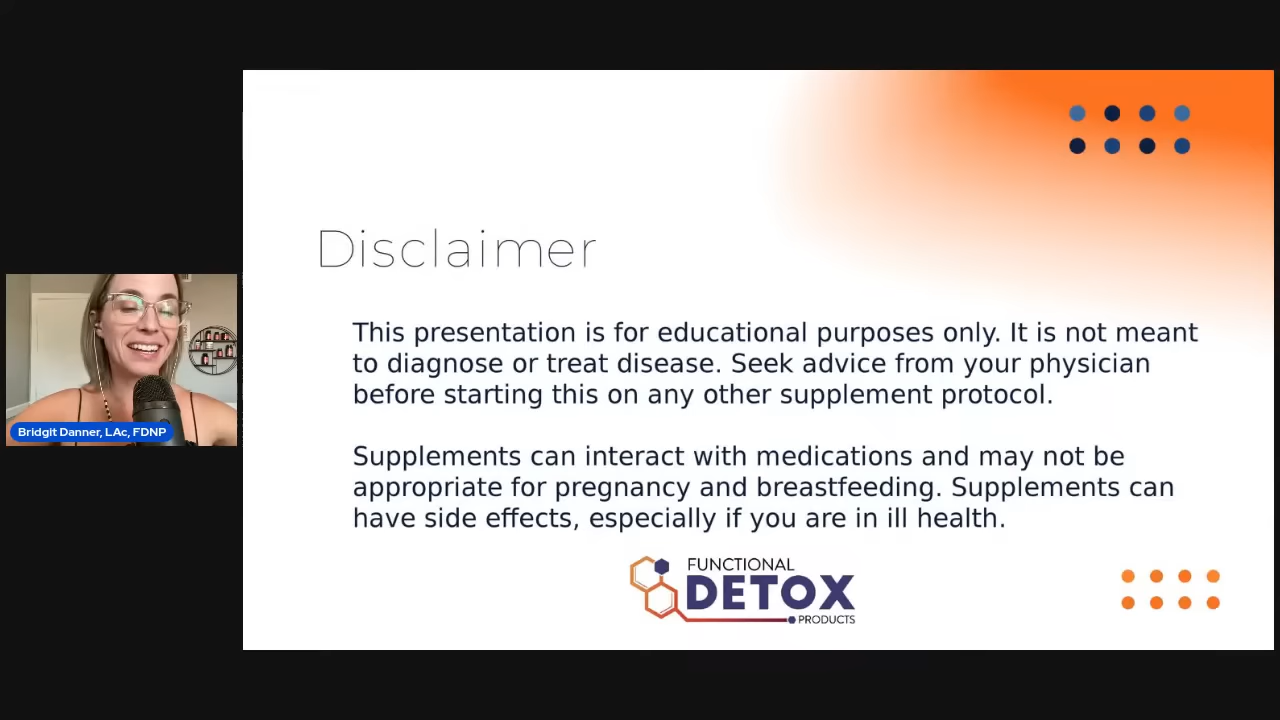 Disclaimer
This presentation is for educational purposes only. It is not meant
to diagnose or treat disease. Seek advice from your physician
before starting this on any other supplement protocol.
Supplements can interact with medications and may not be
appropriate for pregnancy and breastfeeding. Supplements can
have side effects, especially if you are in ill health.
Bridgit Danner, LAc, FDNP
FUNCTIONAL
DETOX
PRODUCTS